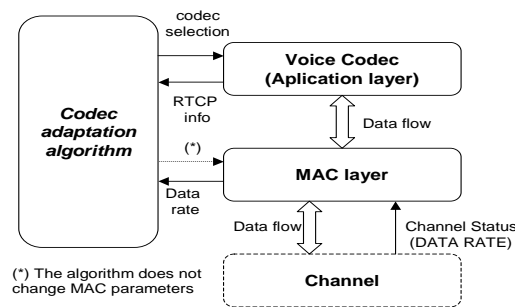 codec
selection
Voice Codec
(Aplication layer)
RTCP
info
Codec
adaptation
algorithm
Data flow
(*)
MAC layer
Data
rate
Data flow
Channel Status
(DATA RATE)
(*) The algorithm does not
change MAC parameters
Channel